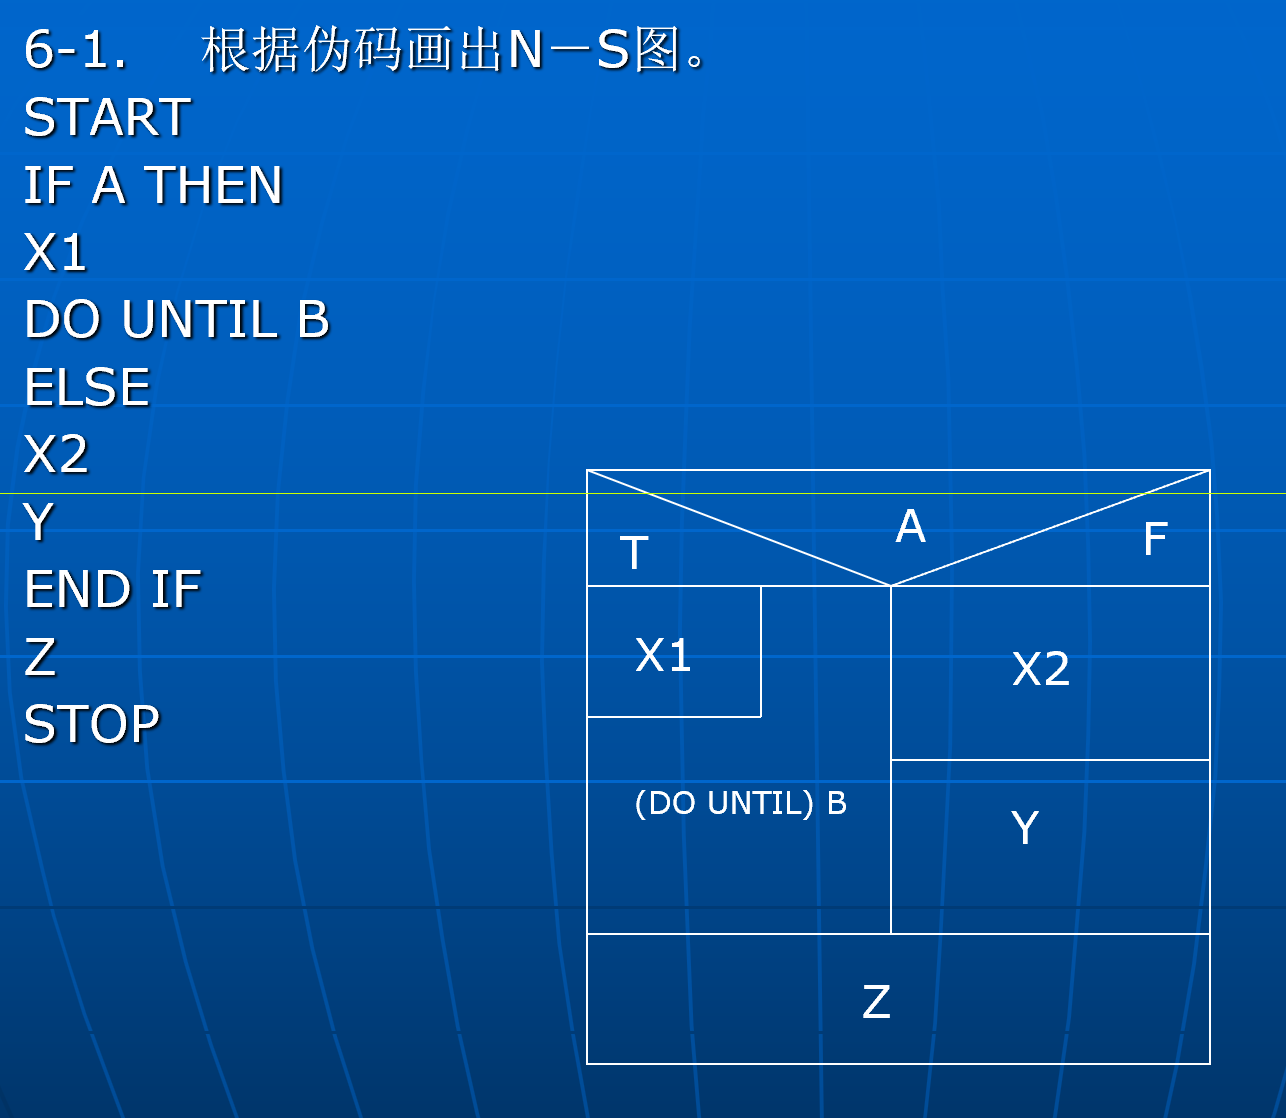 6-1. 根据伪码画出N－S图。
START
IF A THEN
X1
DO UNTIL B
ELSE
X2
Y
END IF
Z
STOP
T A F
X1 X2
(DO UNTIL) B Y
Z